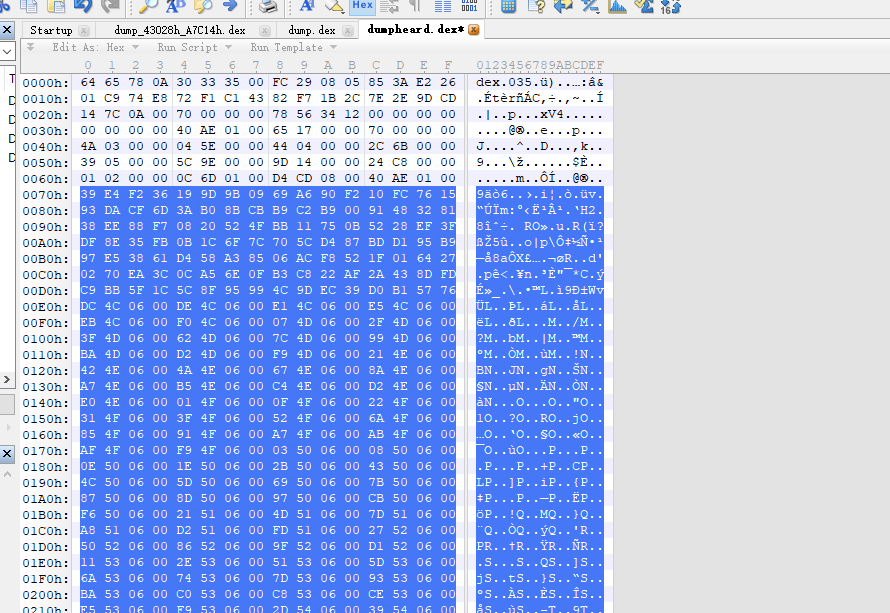 Startup dump_43028h_A7C14h.dex dump.dex dumpheard.dex*
Edit As: Hex Run Script Run Template
0 1 2 3 4 5 6 7 8 9 A B C D E F 0123456789ABCDEF
0000h: 64 65 78 0A 30 33 35 00 FC 29 08 05 85 3A E2 26 dex.035.ü)..…:â&
0010h: 01 C9 74 E8 72 F1 C1 43 82 F7 1B 2C 7E 2E 9D CD .ÉtèrñÁC‚÷.,~..Í
0020h: 14 7C 0A 00 70 00 00 00 78 56 34 12 00 00 00 00 .|..p...xV4.....
0030h: 00 00 00 00 40 AE 01 00 65 17 00 00 70 00 00 00 ....@®..e...p...
0040h: 4A 03 00 00 04 5E 00 00 44 04 00 00 2C 6B 00 00 J....^..D...,k..
0050h: 39 05 00 00 5C 9E 00 00 9D 14 00 00 24 C8 00 00 9...\ž......$È..
0060h: 01 02 00 00 0C 6D 01 00 D4 CD 08 00 40 AE 01 00 .....m..ÔÍ..@®..
0070h: 39 E4 F2 36 19 9D 9B 09 69 A6 90 F2 10 FC 76 15 9äò6..›.i¦.ò.üv.
0080h: 93 DA CF 6D 3A B0 8B CB B9 C2 B9 00 91 48 32 81 “ÚÏm:°‹Ë¹Â¹.‘H2.
0090h: 38 EE 88 F7 08 20 52 4F BB 11 75 0B 52 28 EF 3F 8îˆ÷. RO».u.R(ï?
00A0h: DF 8E 35 FB 0B 1C 6F 7C 70 5C D4 87 BD D1 95 B9 ßŽ5û..o|p\Ô‡½Ñ•¹
00B0h: 97 E5 38 61 D4 58 A3 85 06 AC F8 52 1F 01 64 27 —å8aÔX£….¬øR..d'
00C0h: 02 70 EA 3C 0C A5 6E 0F B3 C8 22 AF 2A 43 8D FD .pê<.¥n.³È"¯*C.ý
00D0h: C9 BB 5F 1C 5C 8F 95 99 4C 9D EC 39 D0 B1 57 76 É»_.\.•™L.ì9Ð±Wv
00E0h: DC 4C 06 00 DE 4C 06 00 E1 4C 06 00 E5 4C 06 00 ÜL..ÞL..áL..åL..
00F0h: EB 4C 06 00 F0 4C 06 00 07 4D 06 00 2F 4D 06 00 ëL..ðL...M../M..
0100h: 3F 4D 06 00 62 4D 06 00 7C 4D 06 00 99 4D 06 00 ?M..bM..|M..™M..
0110h: BA 4D 06 00 D2 4D 06 00 F9 4D 06 00 21 4E 06 00 ºM..ÒM..ùM..!N..
0120h: 42 4E 06 00 4A 4E 06 00 67 4E 06 00 8A 4E 06 00 BN..JN..gN..ŠN..
0130h: A7 4E 06 00 B5 4E 06 00 C4 4E 06 00 D2 4E 06 00 §N..µN..ÄN..ÒN..
0140h: E0 4E 06 00 01 4F 06 00 0F 4F 06 00 22 4F 06 00 àN...O...O.."O..
0150h: 31 4F 06 00 3F 4F 06 00 52 4F 06 00 6A 4F 06 00 1O..?O..RO..jO..
0160h: 85 4F 06 00 91 4F 06 00 A7 4F 06 00 AB 4F 06 00 …O..‘O..§O..«O..
0170h: AF 4F 06 00 F9 4F 06 00 03 50 06 00 08 50 06 00 ¯O..ùO...P...P..
0180h: 0E 50 06 00 1E 50 06 00 2B 50 06 00 43 50 06 00 .P...P..+P..CP..
0190h: 4C 50 06 00 5D 50 06 00 69 50 06 00 7B 50 06 00 LP..]P..iP..{P..
01A0h: 87 50 06 00 8D 50 06 00 97 50 06 00 CB 50 06 00 ‡P...P..—P..ËP..
01B0h: F6 50 06 00 21 51 06 00 4D 51 06 00 7D 51 06 00 öP..!Q..MQ..}Q..
01C0h: A8 51 06 00 D2 51 06 00 FD 51 06 00 27 52 06 00 ¨Q..ÒQ..ýQ..'R..
01D0h: 50 52 06 00 86 52 06 00 9F 52 06 00 D1 52 06 00 PR..†R..ŸR..ÑR..
01E0h: 11 53 06 00 2E 53 06 00 51 53 06 00 5D 53 06 00 .S...S..QS..]S..
01F0h: 6A 53 06 00 74 53 06 00 7D 53 06 00 93 53 06 00 jS..tS..}S..“S..
0200h: BA 53 06 00 C0 53 06 00 C8 53 06 00 CE 53 06 00 ºS..ÀS..ÈS..ÎS..
0210h: E5 53 06 00 F9 53 06 00 2D 54 06 00 39 54 06 00 åS..ùS..-T..9T..